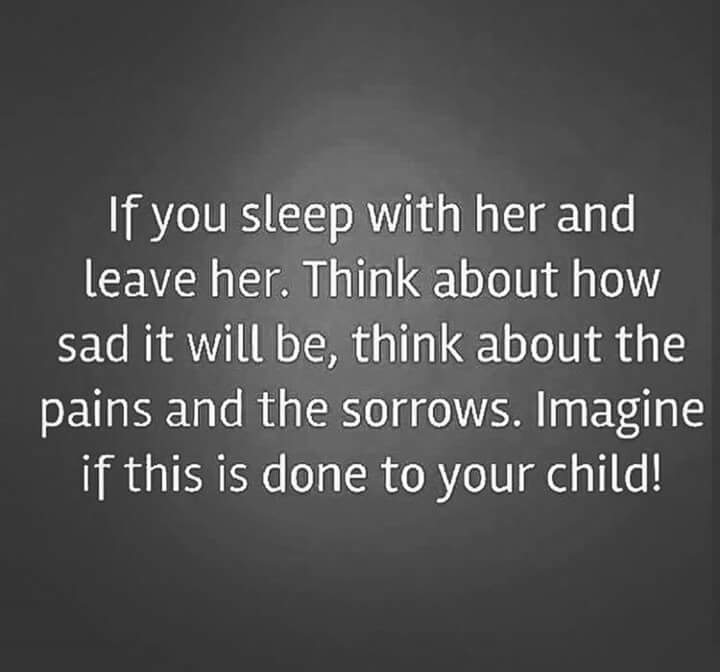 If you sleep with her and
leave her. Think about how
sad it will be, think about the
pains and the sorrows. Imagine
if this is done to your child!